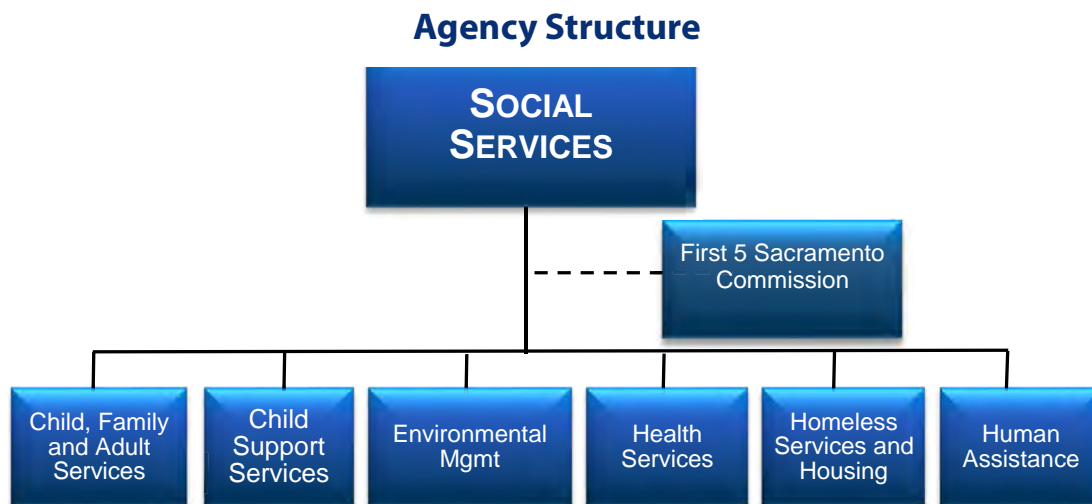 Agency Structure
SOCIAL
SERVICES
First 5 Sacramento
Commission
Child, Family
and Adult
Services
Child
Support
Services
Environmental
Mgmt
Health
Services
Homeless
Services and
Housing
Human
Assistance